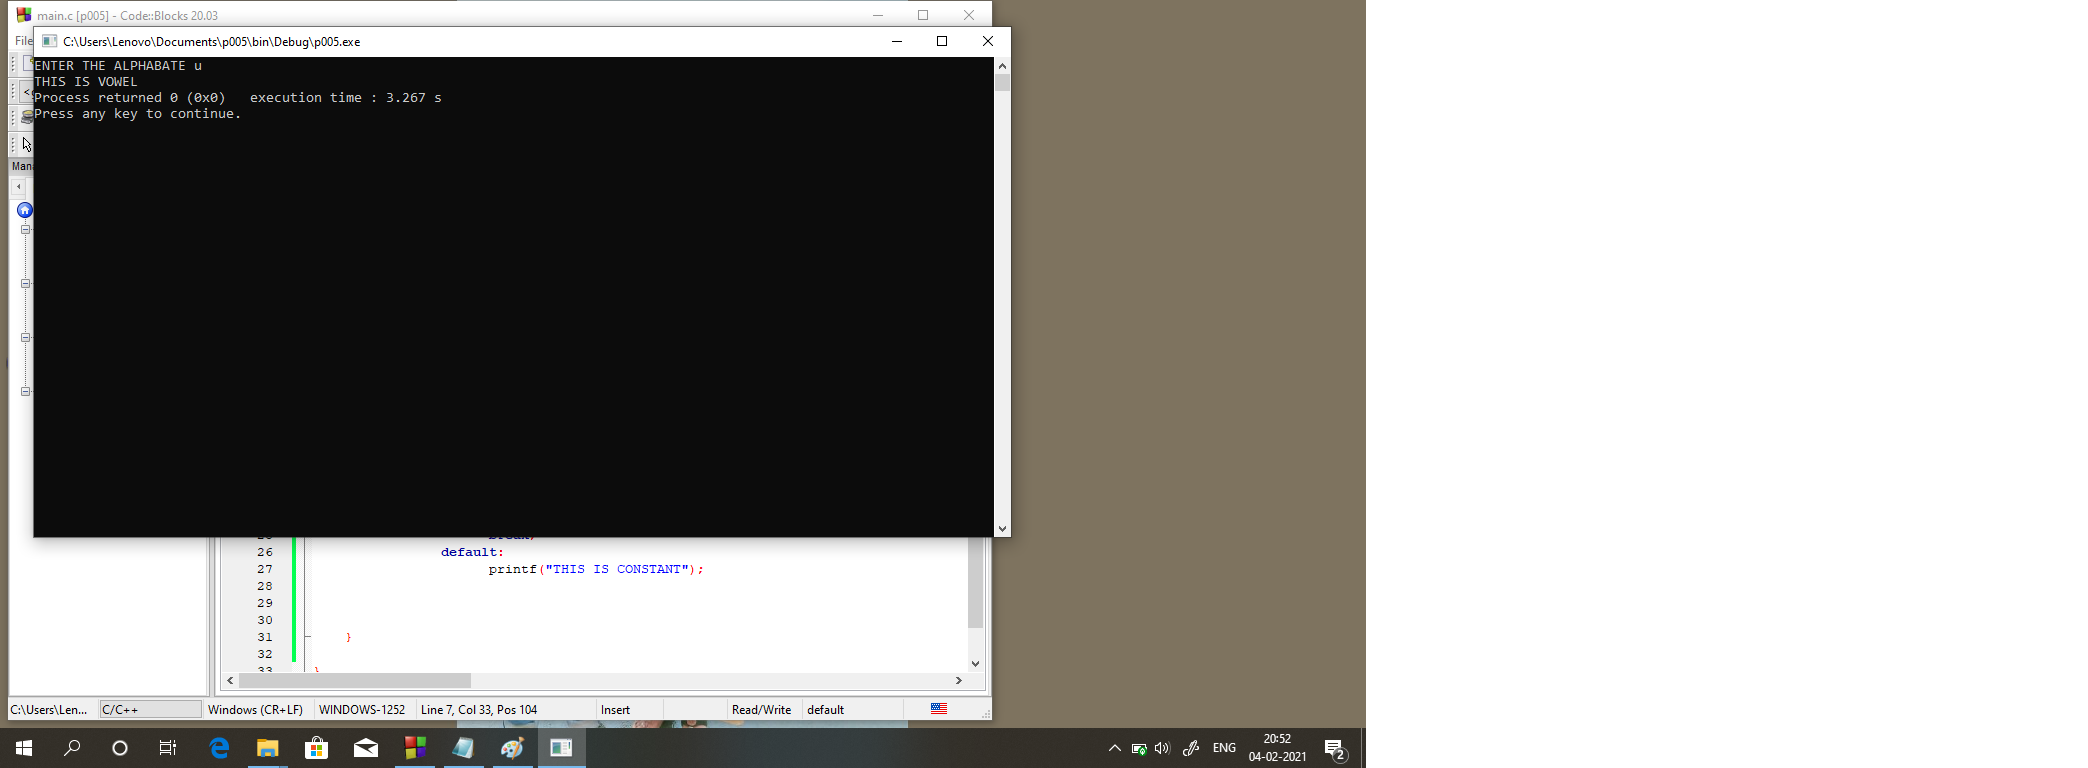 main.c [p005] - Code::Blocks 20.03
File
C:\Users\Lenovo\Documents\p005\bin\Debug\p005.exe
ENTER THE ALPHABATE u
THIS IS VOWEL
Process returned 0 (0x0)   execution time : 3.267 s
Press any key to continue.
Mana
26 default:
27 printf("THIS IS CONSTANT");
28
29
30
31 }
32
33 }
C:\Users\Len... C/C++ Windows (CR+LF) WINDOWS-1252 Line 7, Col 33, Pos 104 Insert Read/Write default
ENG 20:52
04-02-2021
2